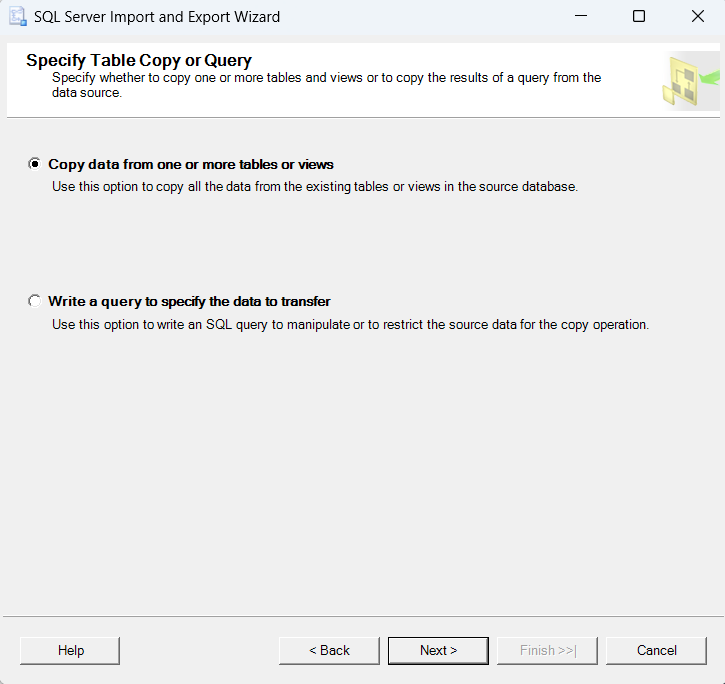 SQL Server Import and Export Wizard
Specify Table Copy or Query
Specify whether to copy one or more tables and views or to copy the results of a query from the
data source.
Copy data from one or more tables or views
Use this option to copy all the data from the existing tables or views in the source database.
Write a query to specify the data to transfer
Use this option to write an SQL query to manipulate or to restrict the source data for the copy operation.
Help
< Back
Next >
Finish >>|
Cancel